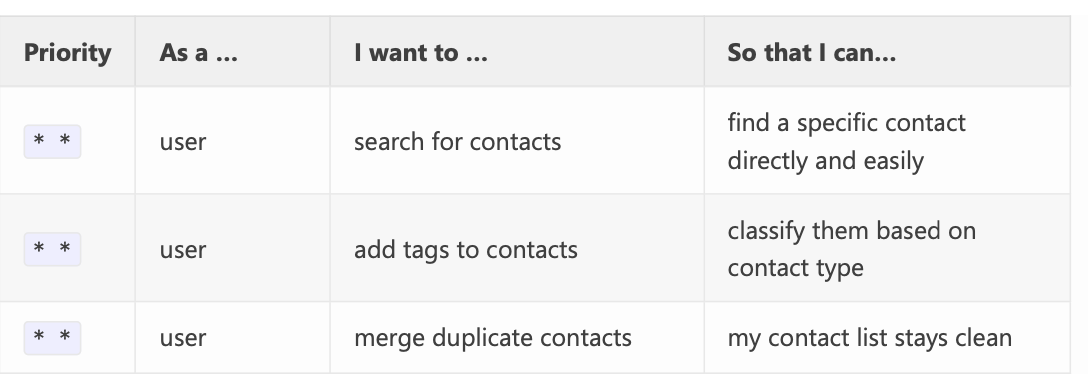 Priority As a … I want to … So that I can…
* * user search for contacts find a specific contact
directly and easily
* * user add tags to contacts classify them based on
contact type
* * user merge duplicate contacts my contact list stays clean